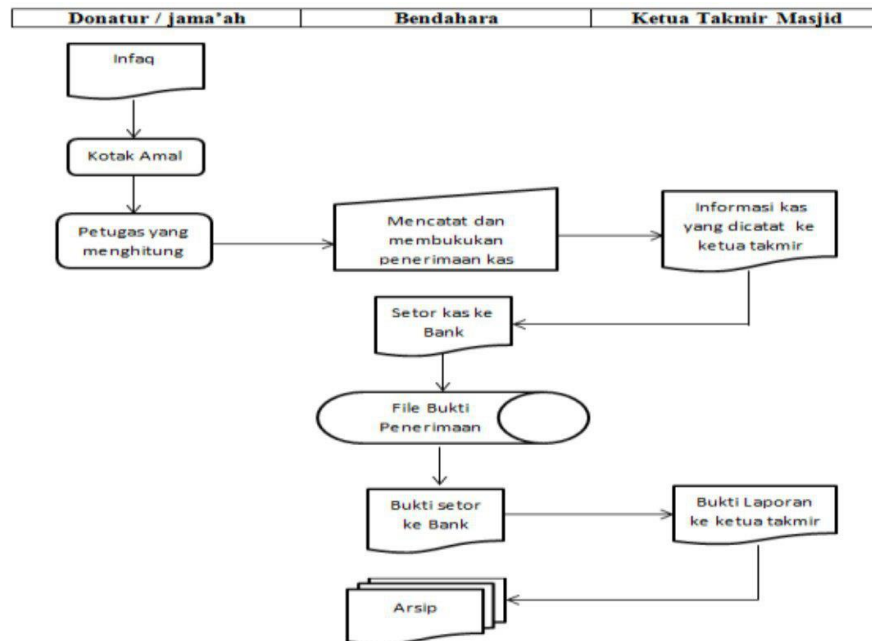 Donatur / jama'ah
Bendahara
Ketua Takmir Masjid
Infaq
Kotak Amal
Petugas yang
menghitung
Mencatat dan
membukukan
penerimaan kas
Informasi kas
yang dicatat ke
ketua takmir
Setor kas ke
Bank
File Bukti
Penerimaan
Bukti setor
ke Bank
Bukti Laporan
ke ketua takmir
Arsip